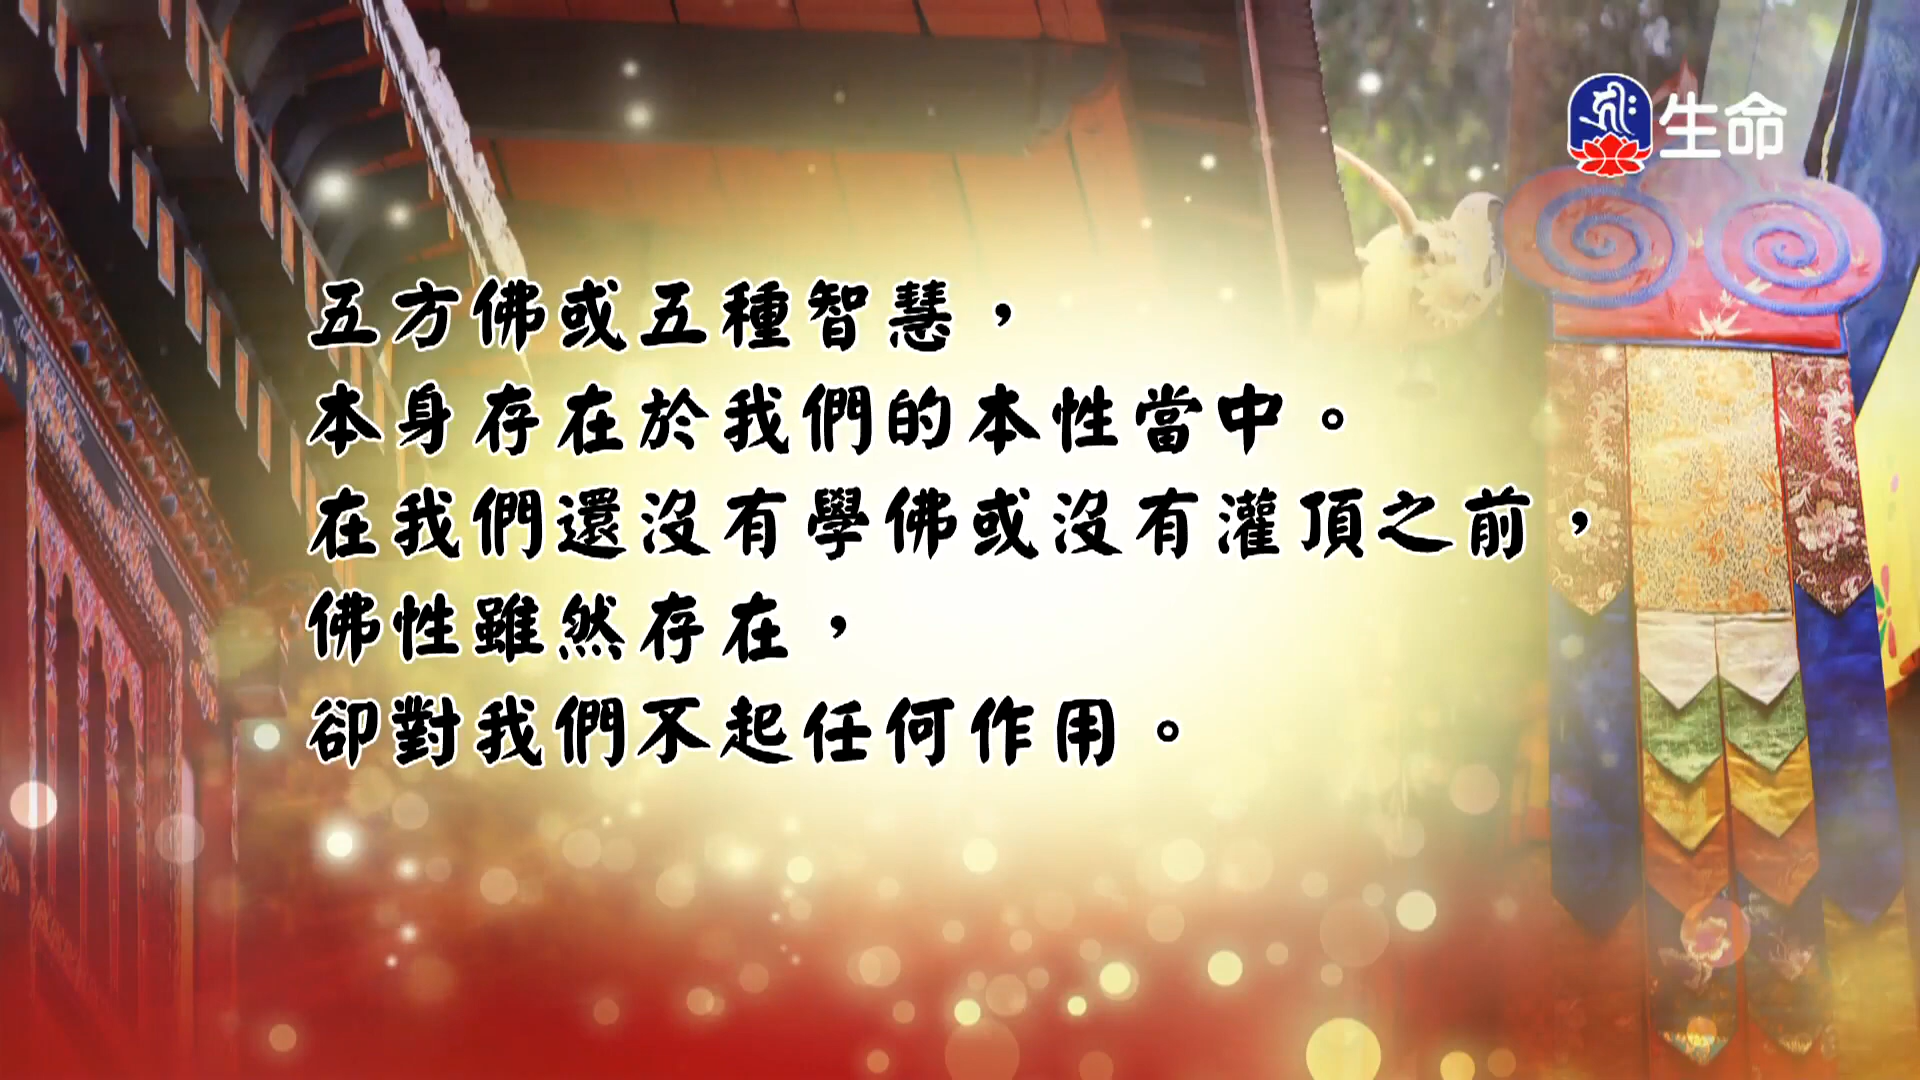 生命
五方佛或五種智慧，
本身存在於我們的本性當中。
在我們還沒有學佛或沒有灌頂之前，
佛性雖然存在，
卻對我們不起任何作用。